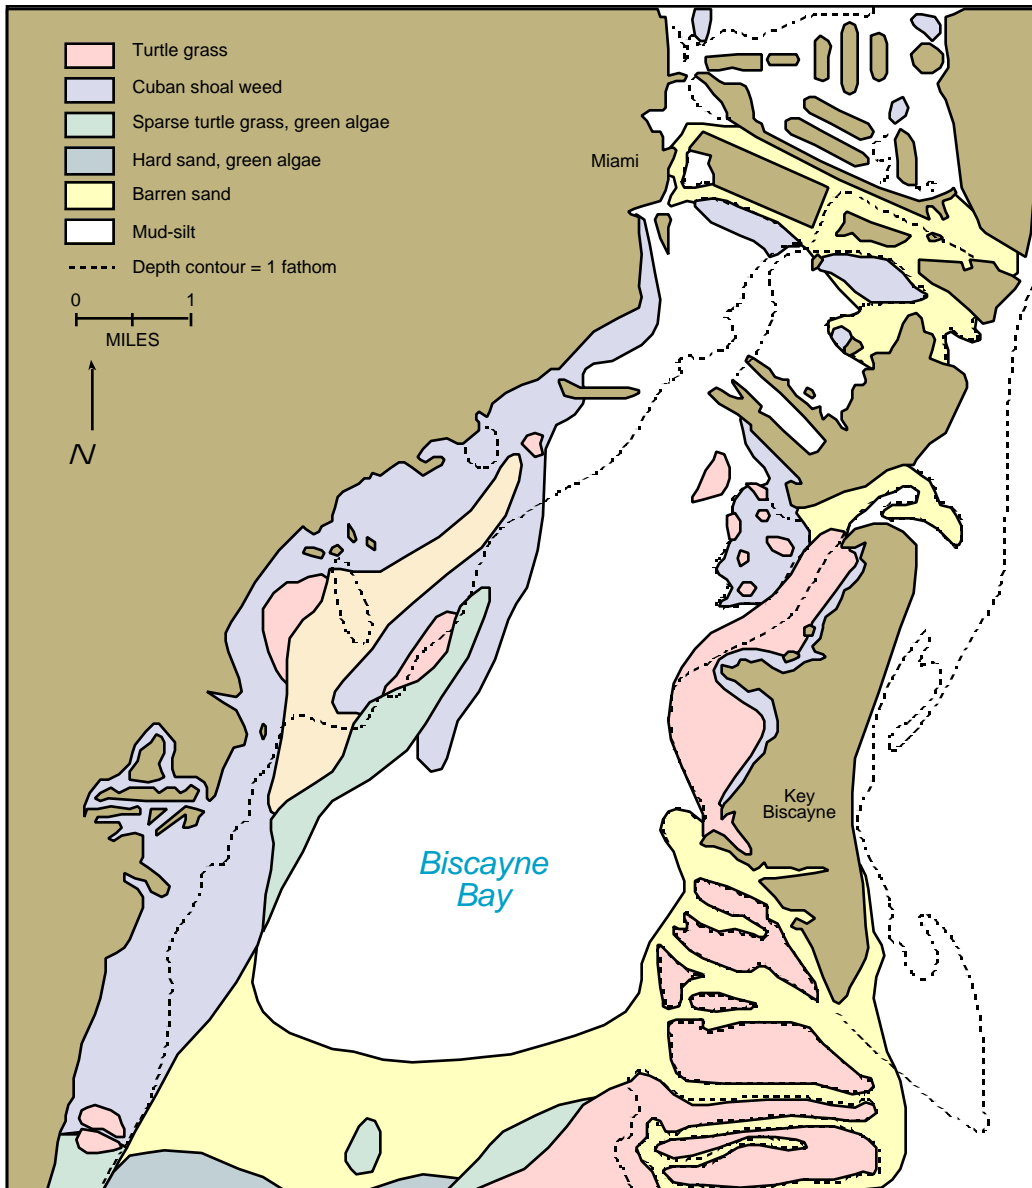 Turtle grass
Cuban shoal weed
Sparse turtle grass, green algae
Hard sand, green algae
Barren sand
Mud-silt
Depth contour = 1 fathom
0 1
MILES
N
Miami
Key
Biscayne
Biscayne
Bay